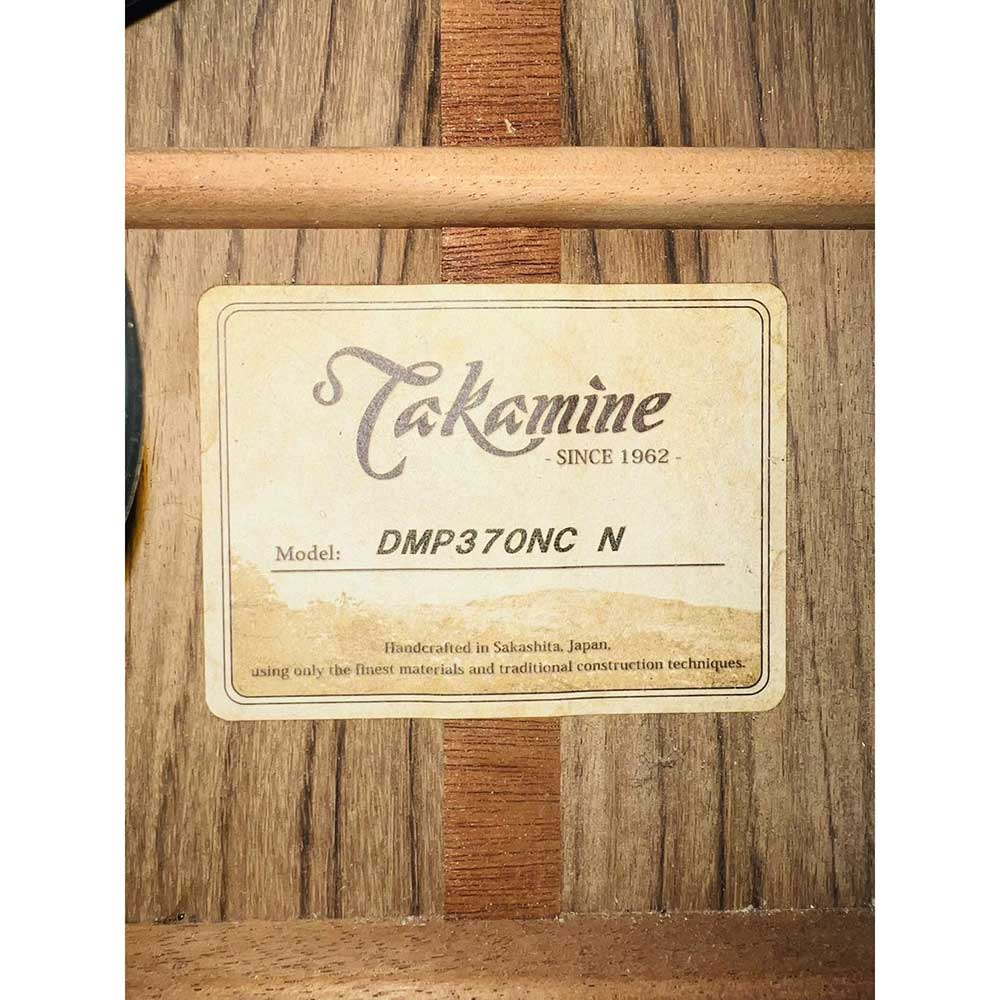 Takamine
- SINCE 1962 -
Model: DMP370NC N
Handcrafted in Sakashita, Japan,
using only the finest materials and traditional construction techniques.